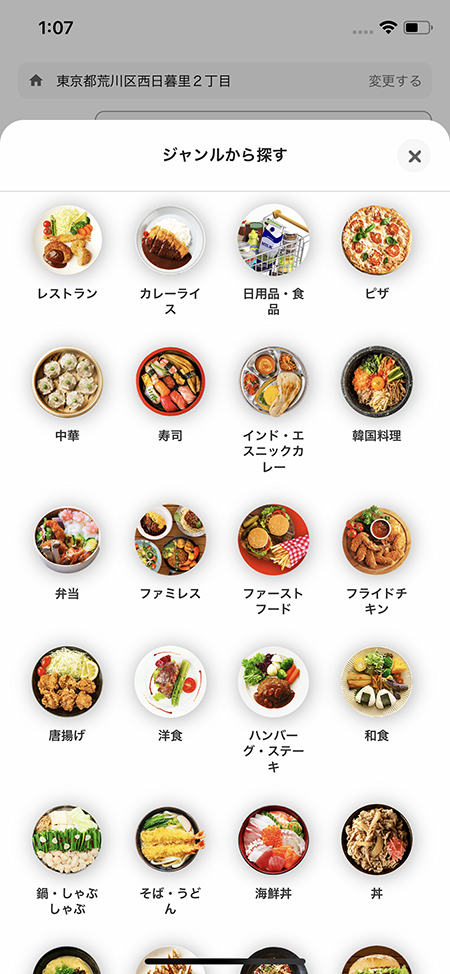 1:07
東京都荒川区西日暮里２丁目 変更する
ジャンルから探す
レストラン
カレーライ
ス
日用品・食
品
ピザ
中華
寿司
インド・エ
スニックカ
レー
韓国料理
弁当
ファミレス
ファースト
フード
フライドチ
キン
唐揚げ
洋食
ハンバー
グ・ステー
キ
和食
鍋・しゃぶ
しゃぶ
そば・うど
ん
海鮮丼
丼